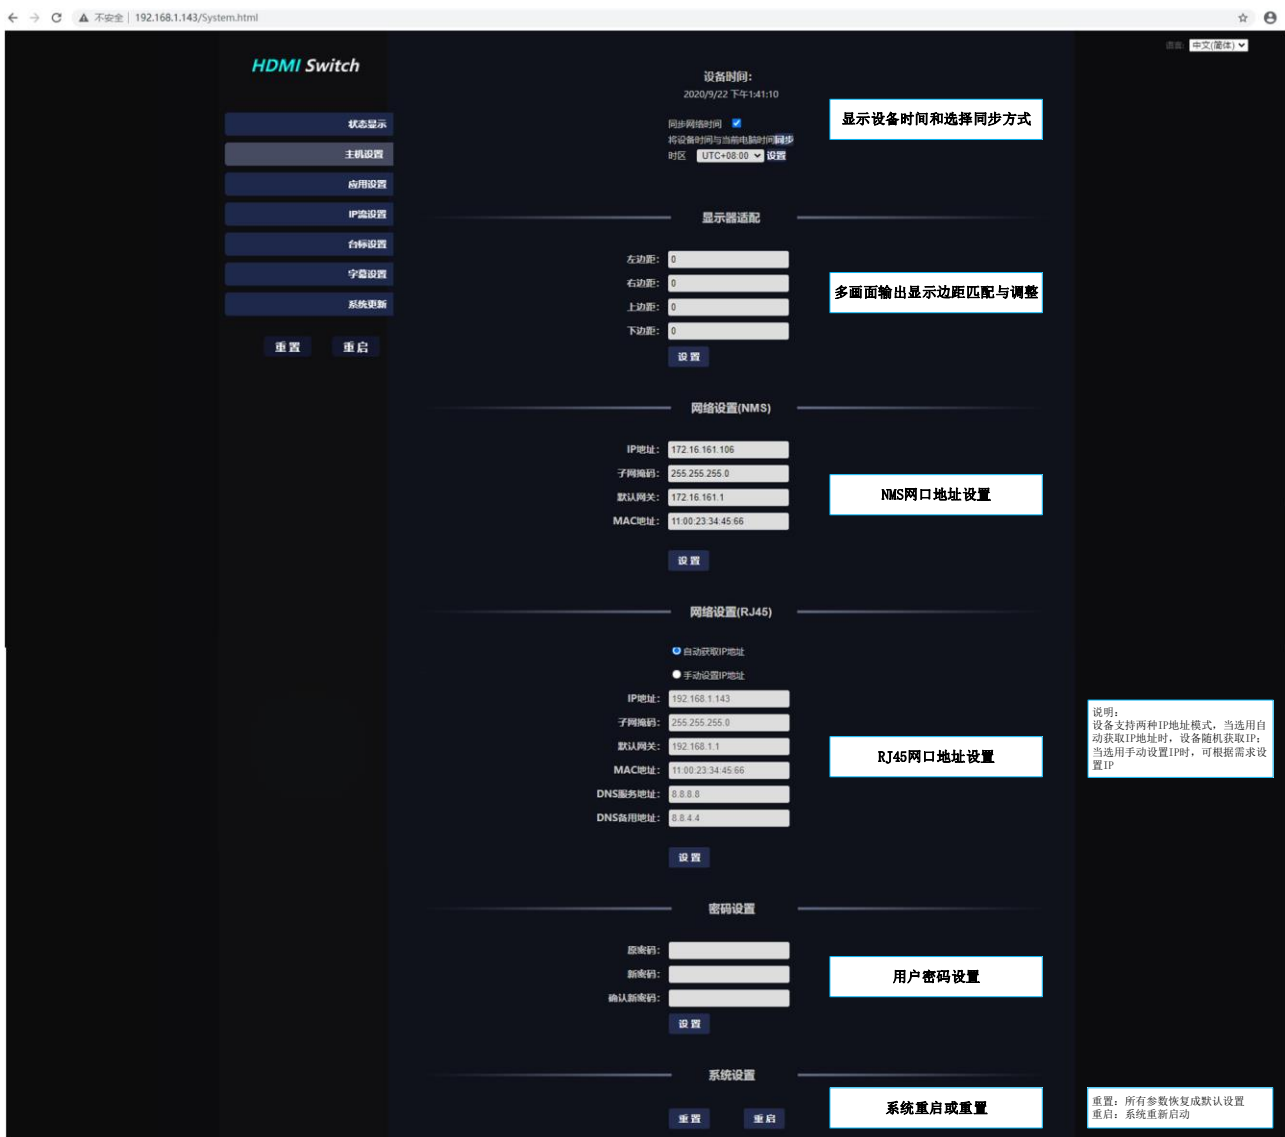 不安全 | 192.168.1.143/System.html
语言: 中文(简体)
HDMI Switch
状态显示
主机设置
应用设置
IP流设置
台标设置
字幕设置
系统更新
重置 重启
设备时间:
2020/9/22 下午1:41:10
同步网络时间
将设备时间与当前电脑时间同步
时区 UTC+08:00 设置
显示设备时间和选择同步方式
显示器适配
左边距: 0
右边距: 0
上边距: 0
下边距: 0
设置
多画面输出显示边距匹配与调整
网络设置(NMS)
IP地址: 172.16.161.106
子网掩码: 255.255.255.0
默认网关: 172.16.161.1
MAC地址: 11:00:23:34:45:66
设置
NMS网口地址设置
网络设置(RJ45)
自动获取IP地址
手动设置IP地址
IP地址: 192.168.1.143
子网掩码: 255.255.255.0
默认网关: 192.168.1.1
MAC地址: 11:00:23:34:45:66
DNS服务地址: 8.8.8.8
DNS备用地址: 8.8.4.4
设置
RJ45网口地址设置
说明:
设备支持两种IP地址模式，当选用自
动获取IP地址时，设备随机获取IP；
当选用手动设置IP时，可根据需求设
置IP
密码设置
原密码:
新密码:
确认新密码:
设置
用户密码设置
系统设置
重置 重启
系统重启或重置
重置：所有参数恢复成默认设置
重启：系统重新启动